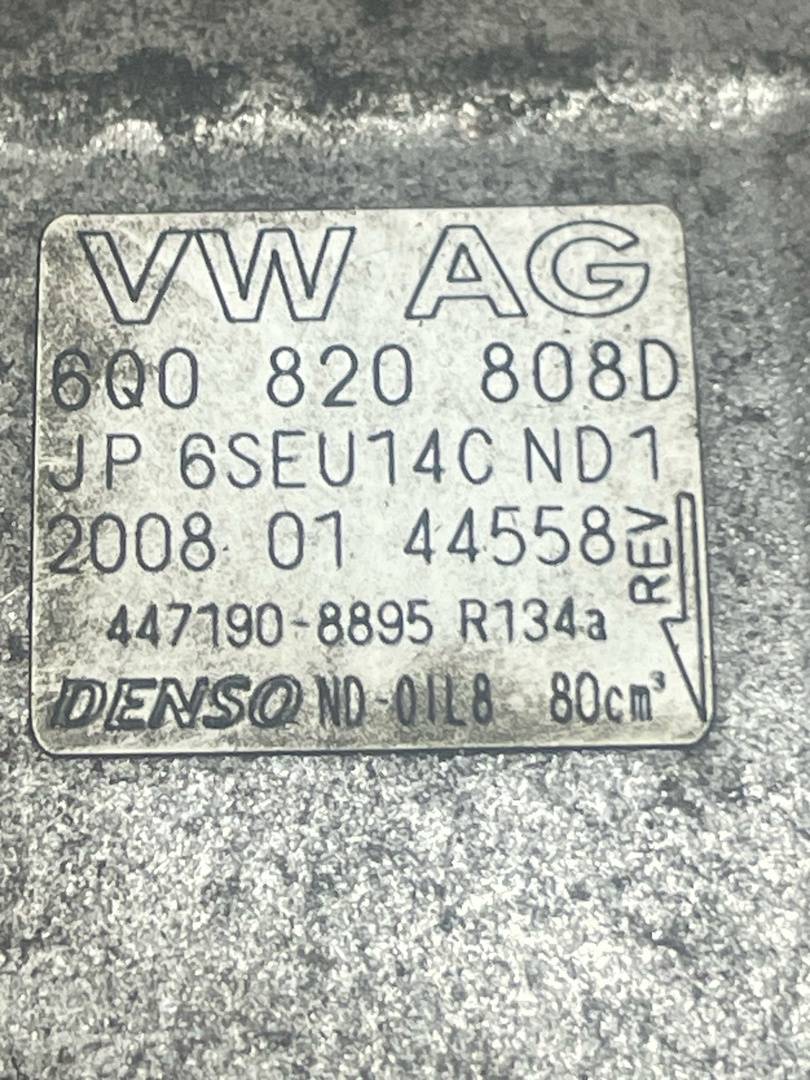 VW AG
6Q0 820 808D
JP 6SEU14C ND1
2008 01 44558
REV
447190-8895 R134a
DENSO ND-OIL8 80cm³